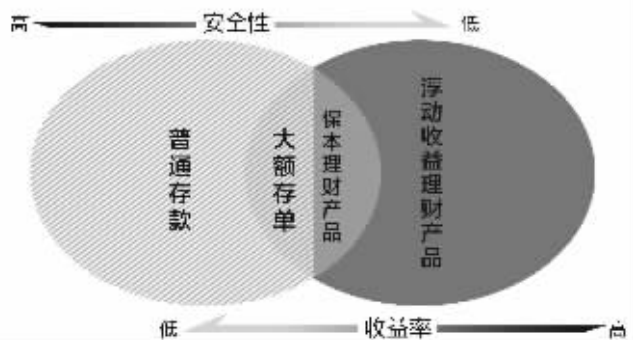 高 安全性 低
普通存款
大额存单
保本理财产品
浮动收益理财产品
低 收益率 高